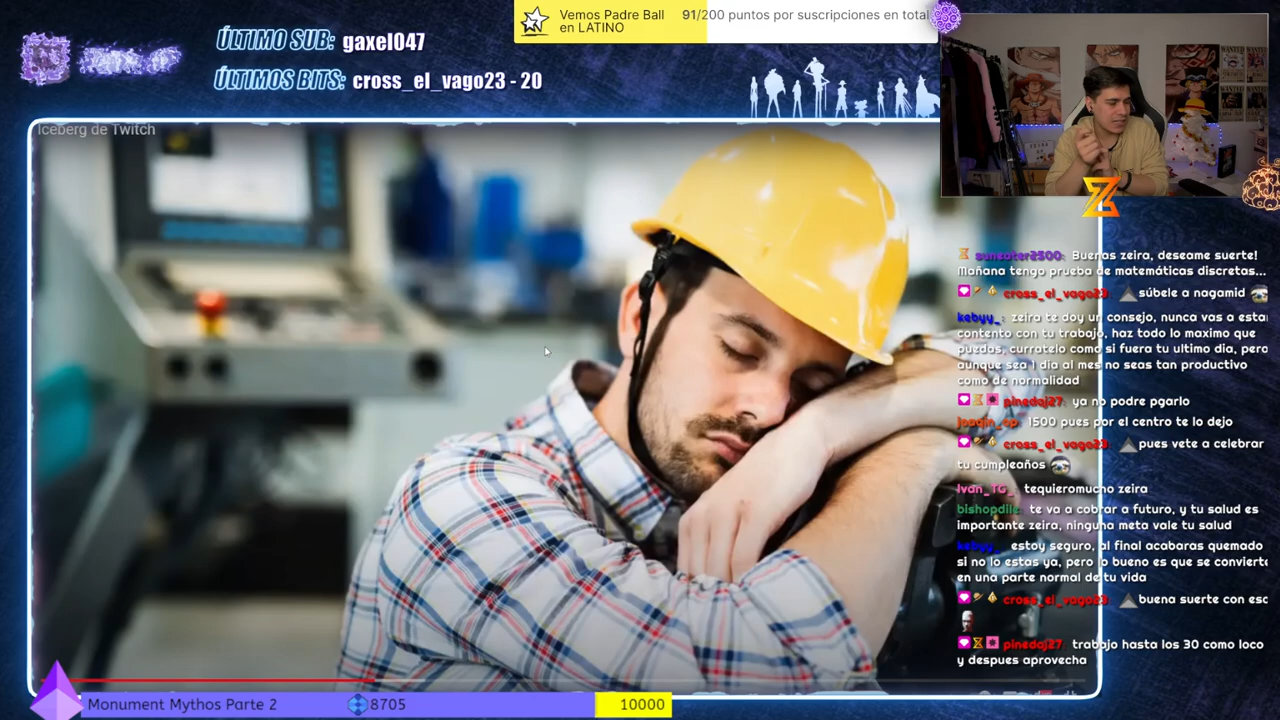 ÚLTIMO SUB: gaxel047
ÚLTIMOS BITS: cross_el_vago23 - 20
Vemos Padre Ball
en LATINO
91/200 puntos por suscripciones en total
Iceberg de Twitch
suneater2500: Buenas zeira, deseame suerte!
Mañana tengo prueba de matemáticas discretas...
cross_el_vago23 súbele a nagamid
kebyy_: zeira te doy un consejo, nunca vas a estar
contento con tu trabajo, haz todo lo maximo que
puedas, curratelo como si fuera tu ultimo dia, pero
aunque sea 1 dia al mes no seas tan productivo
como de normalidad
pinedaj27: ya no podre pgarlo
joaqin_op: 1500 pues por el centro te lo dejo
cross_el_vago23 pues vete a celebrar
tu cumpleaños
Ivan_TG_: tequieromucho zeira
bishopdile: te va a cobrar a futuro, y tu salud es
importante zeira, ninguna meta vale tu salud
kebyy_: estoy seguro, al final acabaras quemado
si no lo estas ya, pero lo bueno es que se convierte
en una parte normal de tu vida
cross_el_vago23 buena suerte con eso
pinedaj27: trabajo hasta los 30 como loco
y despues aprovecha
Monument Mythos Parte 2
8705
10000